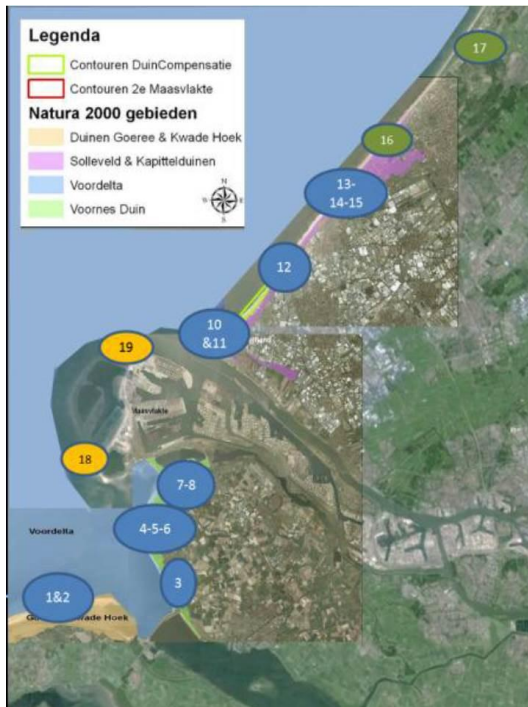 Legenda
Contouren DuinCompensatie
Contouren 2e Maasvlakte
Natura 2000 gebieden
Duinen Goeree & Kwade Hoek
Solleveld & Kapittelduinen
Voordelta
Voornes Duin
N
S
17
16
13-
14-15
12
10
&11
19
Maasvlakte
18
7-8
4-5-6
Voordelta
3
1&2
Kwade Hoek